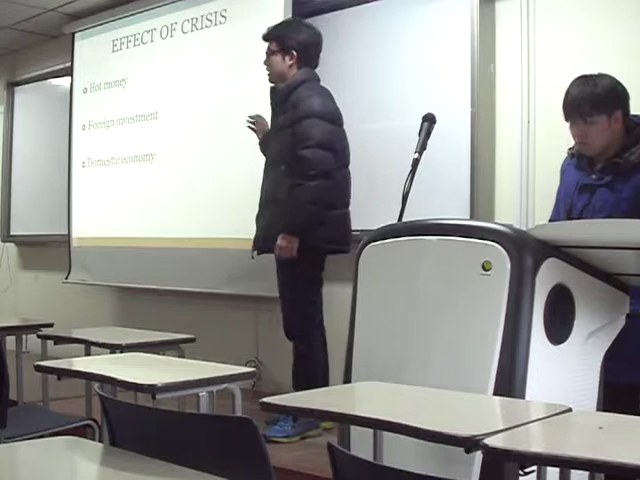 EFFECT OF CRISIS
Hot money
Foreign investment
Domestic economy